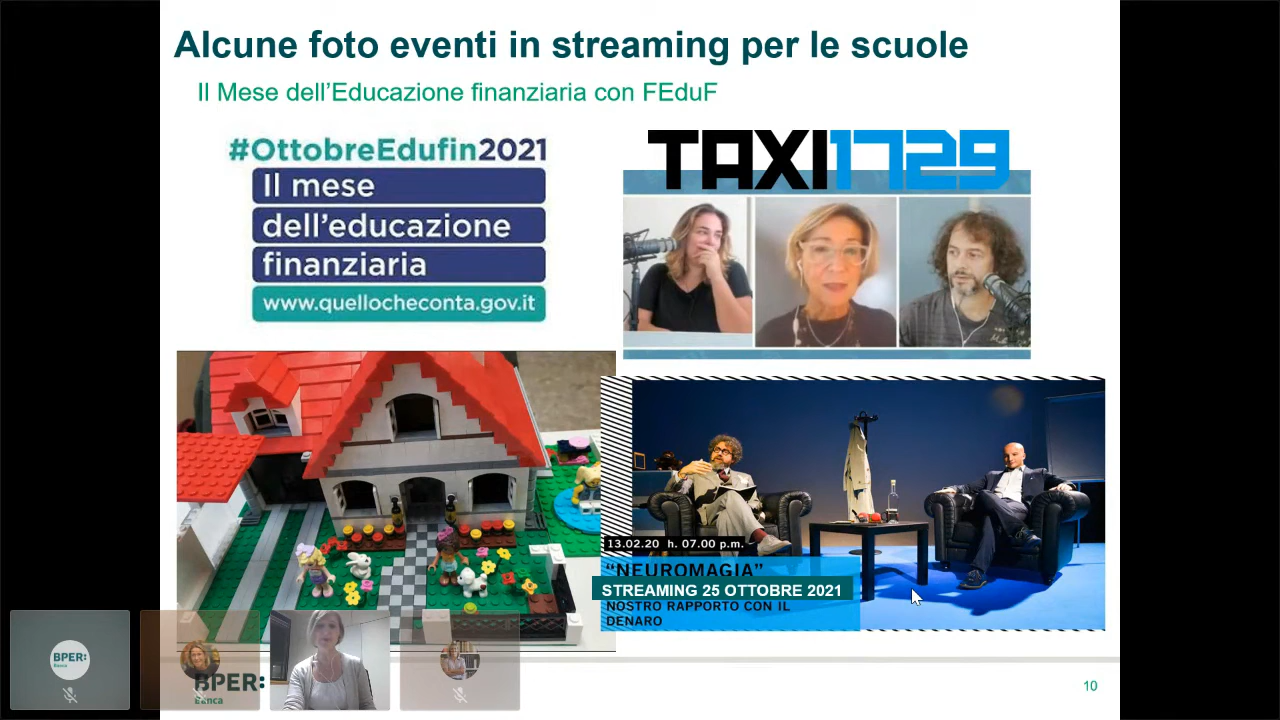 Alcune foto eventi in streaming per le scuole
Il Mese dell'Educazione finanziaria con FEduF
#OttobreEdufin2021
Il mese
dell'educazione
finanziaria
www.quellocheconta.gov.it
TAXI1729
13.02.20 h. 07.00 p.m.
"NEUROMAGIA"
STREAMING 25 OTTOBRE 2021
NOSTRO RAPPORTO CON IL
DENARO
BPER:
Banca
BPER:
Banca
10